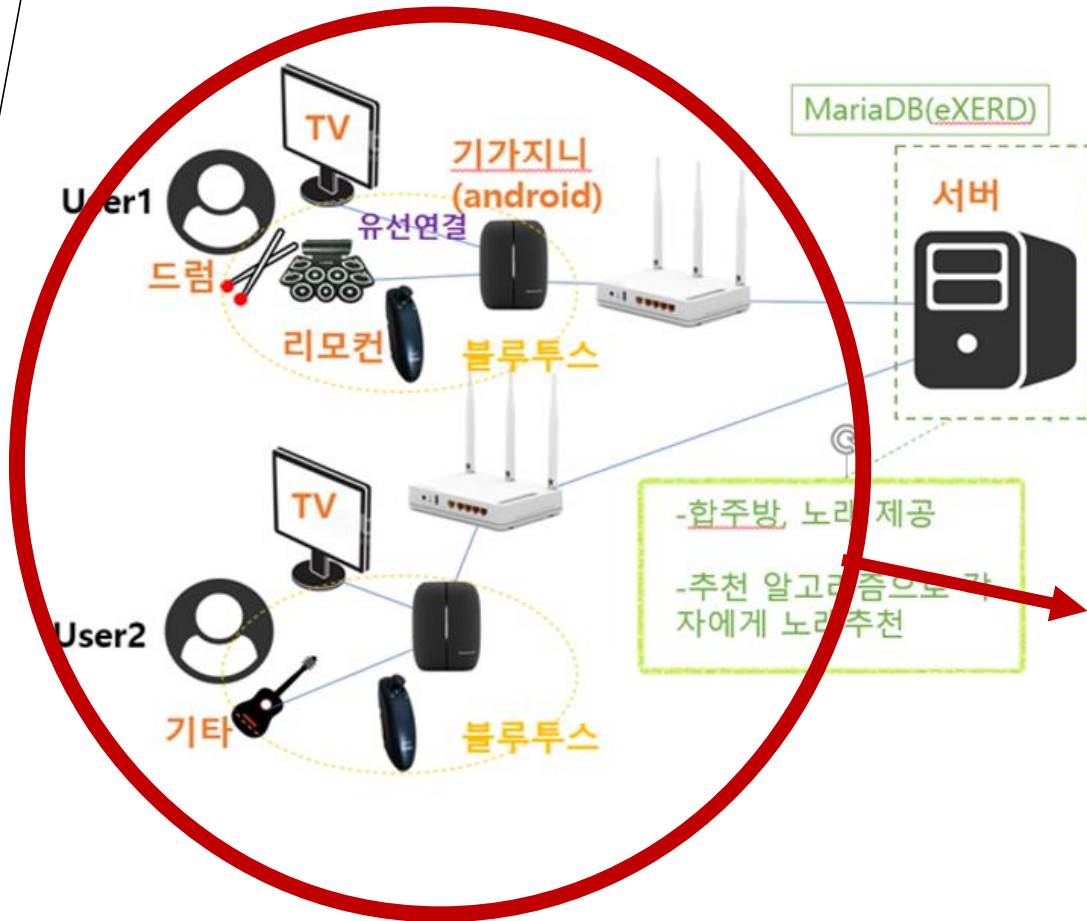 MariaDB(eXERD)
TV
기가지니
(android)
서버
User1
유선연결
드럼
리모컨
블루투스
TV
-합주방, 노래 제공
-추천 알고리즘으로 각
자에게 노래추천
User2
기타
블루투스